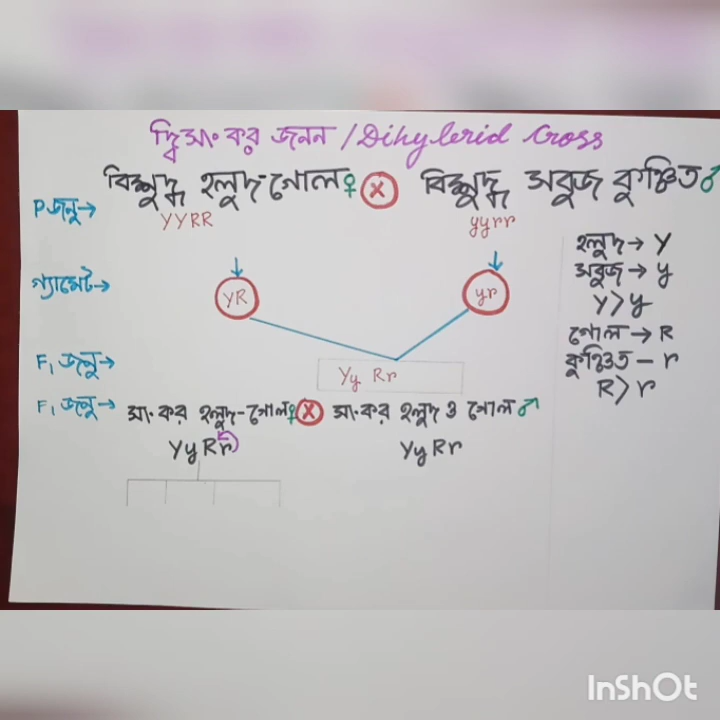 দ্বিসংকর জনন / Dihybrid Cross
বিশুদ্ধ হলুদ-গোল♀ × বিশুদ্ধ সবুজ কুঞ্চিত♂
P জনু→ YYRR yyrr
গ্যামেট→ YR yr
F₁ জনু→ Yy Rr
F₁ জনু→ সংকর হলুদ-গোল♀ × সংকর হলুদ ও গোল♂
YyRr YyRr
হলুদ→ Y
সবুজ→ y
Y>y
গোল→ R
কুঞ্চিত – r
R>r
InShOt